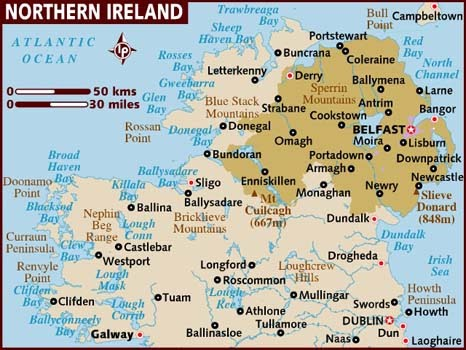 NORTHERN IRELAND
Bull
Point
Campbeltown
Trawbreaga
Bay
Sheep
Haven Bay
Portstewart
Red
Bay
ATLANTIC
OCEAN
lp
Rosses
Bay
Buncrana
Coleraine
North
Channel
Letterkenny
Derry
Ballymena
Larne
Gweebarra
Bay
Sperrin
Mountains
0
50 kms
0
30 miles
Glen
Bay
Blue Stack
Mountains
Strabane
Antrim
Bangor
Cookstown
BELFAST
Rossan
Point
Donegal
Donegal
Bay
Omagh
Moira
Lisburn
Bundoran
Portadown
Downpatrick
Broad
Haven
Ballysadare
Bay
Armagh
Newcastle
Enniskillen
Doonamo
Point
Killala
Bay
Sligo
Monaghan
Newry
Slieve
Donard
(848m)
Blacksod
Bay
Ballina
Ballysadare
Mt
Cuilcagh
(667m)
Nephin
Beg
Range
Lough
Conn
Bricklieve
Mountains
Dundalk
Dundalk
Bay
Curraun
Peninsula
Clew
Bay
Castlebar
Westport
Drogheda
Irish
Sea
Renvyle
Point
Lough
Mask
Longford
Loughcrew
Hills
Roscommon
Clifden
Bay
Clifden
Lough
Corrib
Tuam
Lough
Ree
Mullingar
Swords
Howth
Peninsula
Howth
Ballyconneely
Bay
Athlone
DUBLIN
Galway
Ballinasloe
Tullamore
Naas
Dun
Laoghaire